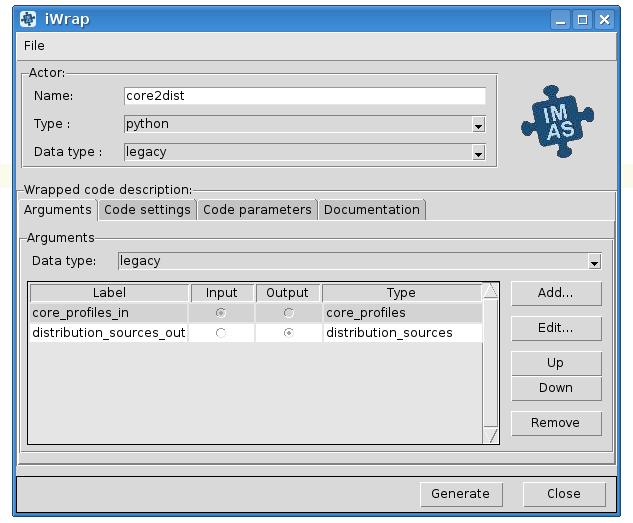 iWrap
File
Actor:
Name: core2dist
Type : python
Data type : legacy
IM
AS
Wrapped code description:
Arguments Code settings Code parameters Documentation
Arguments
Data type: legacy
Label Input Output Type
core_profiles_in core_profiles
distribution_sources_out distribution_sources
Add...
Edit...
Up
Down
Remove
Generate Close